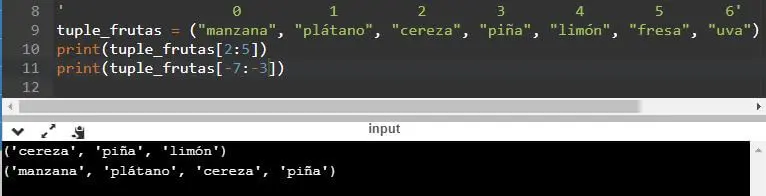 8 '                    0          1         2         3        4        5       6'
9 tuple_frutas = ("manzana", "plátano", "cereza", "piña", "limón", "fresa", "uva")
10 print(tuple_frutas[2:5])
11 print(tuple_frutas[-7:-3])
12
input
('cereza', 'piña', 'limón')
('manzana', 'plátano', 'cereza', 'piña')